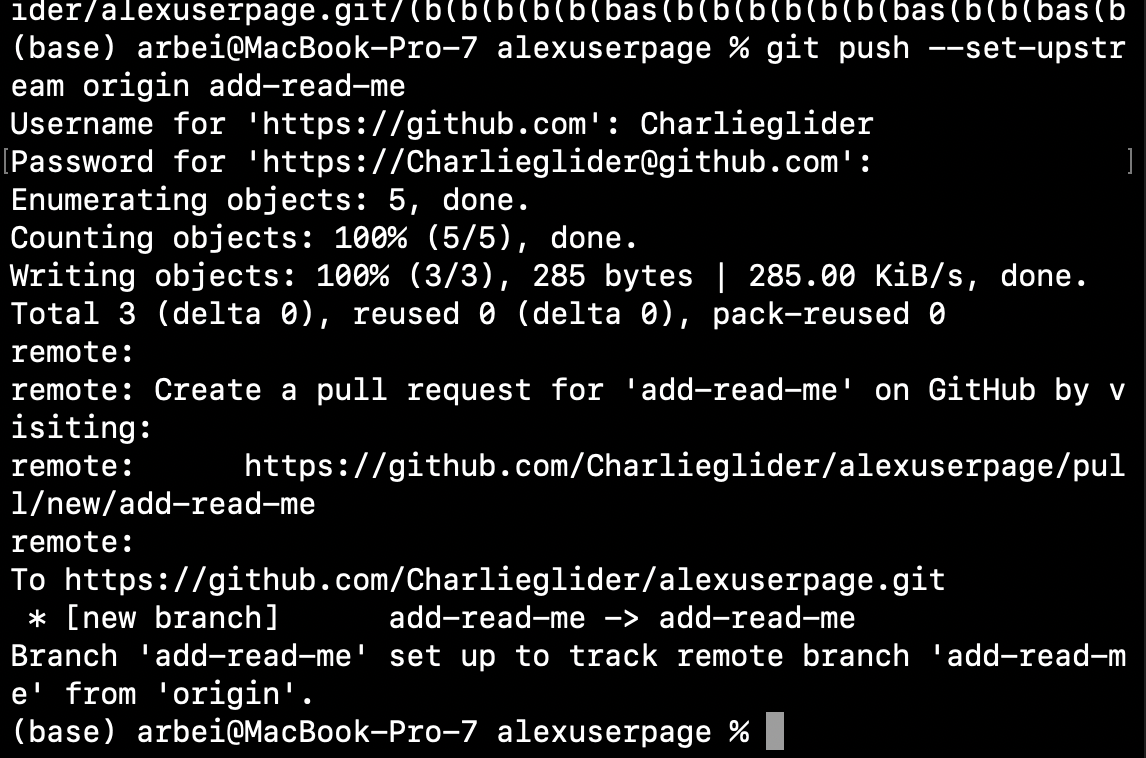 ider/alexuserpage.git/(b(b(b(b(b(b(bas(b(b(b(b(b(b(bas(b(b(bas(b
(base) arbei@MacBook-Pro-7 alexuserpage % git push --set-upstr
eam origin add-read-me
Username for 'https://github.com': Charlieglider
[Password for 'https://Charlieglider@github.com': ]
Enumerating objects: 5, done.
Counting objects: 100% (5/5), done.
Writing objects: 100% (3/3), 285 bytes | 285.00 KiB/s, done.
Total 3 (delta 0), reused 0 (delta 0), pack-reused 0
remote:
remote: Create a pull request for 'add-read-me' on GitHub by v
isiting:
remote:      https://github.com/Charlieglider/alexuserpage/pul
l/new/add-read-me
remote:
To https://github.com/Charlieglider/alexuserpage.git
 * [new branch]      add-read-me -> add-read-me
Branch 'add-read-me' set up to track remote branch 'add-read-m
e' from 'origin'.
(base) arbei@MacBook-Pro-7 alexuserpage %